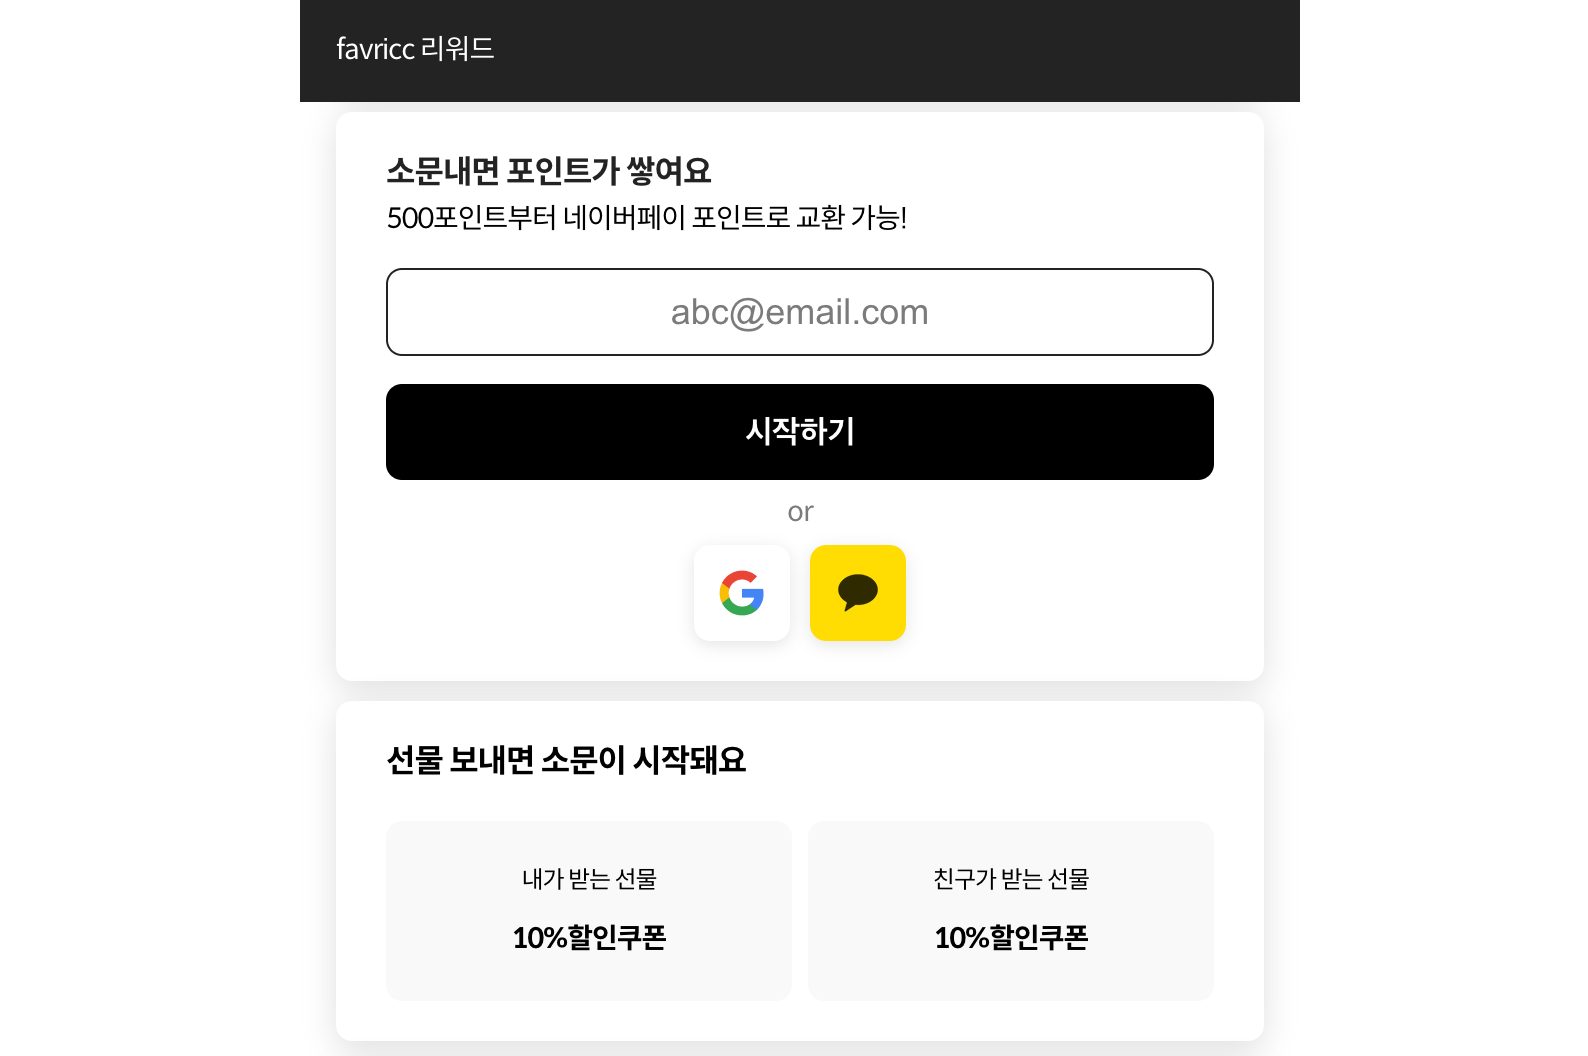 favricc 리워드
소문내면 포인트가 쌓여요
500포인트부터 네이버페이 포인트로 교환 가능!
abc@email.com
시작하기
or
선물 보내면 소문이 시작돼요
내가 받는 선물
10%할인쿠폰
친구가 받는 선물
10%할인쿠폰